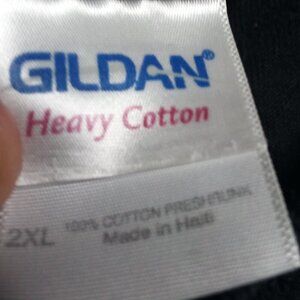 GILDAN®
Heavy Cotton
2XL 100% COTTON PRESHRUNK
Made in Haiti